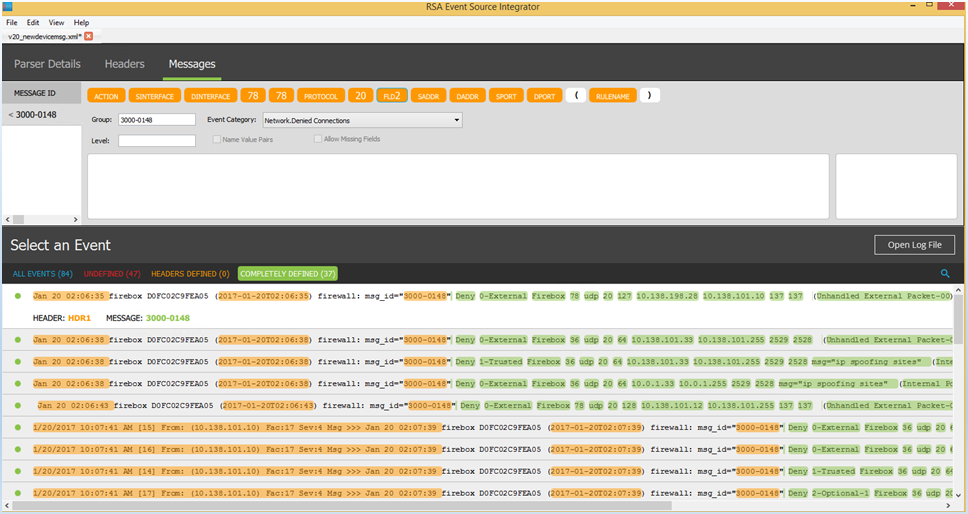 RSA Event Source Integrator
File Edit View Help
v20_newdevicemsg.xml*
Parser Details Headers Messages
MESSAGE ID
ACTION SINTERFACE DINTERFACE 78 78 PROTOCOL 20 FLD2 SADDR DADDR SPORT DPORT ( RULENAME )
< 3000-0148
Group: 3000-0148 Event Category: Network.Denied Connections
Level: Name Value Pairs Allow Missing Fields
Select an Event
Open Log File
ALL EVENTS (84) UNDEFINED (47) HEADERS DEFINED (0) COMPLETELY DEFINED (37)
Jan 20 02:06:35 firebox D0FC02C9FEA05 (2017-01-20T02:06:35) firewall: msg_id="3000-0148" Deny 0-External Firebox 78 udp 20 127 10.138.198.28 10.138.101.10 137 137 (Unhandled External Packet-00)
HEADER: HDR1 MESSAGE: 3000-0148
Jan 20 02:06:38 firebox D0FC02C9FEA05 (2017-01-20T02:06:38) firewall: msg_id="3000-0148" Deny 0-External Firebox 36 udp 20 64 10.138.101.33 10.138.101.255 2529 2528 (Unhandled External Packet-0
Jan 20 02:06:38 firebox D0FC02C9FEA05 (2017-01-20T02:06:38) firewall: msg_id="3000-0148" Deny 1-Trusted Firebox 36 udp 20 64 10.138.101.33 10.138.101.255 2529 2528 msg="ip spoofing sites" (Inte
Jan 20 02:06:38 firebox D0FC02C9FEA05 (2017-01-20T02:06:38) firewall: msg_id="3000-0148" Deny 0-External Firebox 36 udp 20 64 10.0.1.33 10.0.1.255 2529 2528 msg="ip spoofing sites" (Internal Po
Jan 20 02:06:43 firebox D0FC02C9FEA05 (2017-01-20T02:06:43) firewall: msg_id="3000-0148" Deny 0-External Firebox 78 udp 20 128 10.138.101.12 10.138.101.255 137 137 (Unhandled External Packet-0
1/20/2017 10:07:41 AM [15] From: (10.138.101.10) Fac:17 Sev:4 Msg >>> Jan 20 02:07:39 firebox D0FC02C9FEA05 (2017-01-20T02:07:39) firewall: msg_id="3000-0148" Deny 0-External Firebox 36 udp 20 6
1/20/2017 10:07:41 AM [16] From: (10.138.101.10) Fac:17 Sev:4 Msg >>> Jan 20 02:07:39 firebox D0FC02C9FEA05 (2017-01-20T02:07:39) firewall: msg_id="3000-0148" Deny 0-External Firebox 36 udp 20 6
1/20/2017 10:07:41 AM [14] From: (10.138.101.10) Fac:17 Sev:4 Msg >>> Jan 20 02:07:39 firebox D0FC02C9FEA05 (2017-01-20T02:07:39) firewall: msg_id="3000-0148" Deny 1-Trusted Firebox 36 udp 20 64
1/20/2017 10:07:41 AM [17] From: (10.138.101.10) Fac:17 Sev:4 Msg >>> Jan 20 02:07:39 firebox D0FC02C9FEA05 (2017-01-20T02:07:39) firewall: msg_id="3000-0148" Deny 2-Optional-1 Firebox 36 udp 20